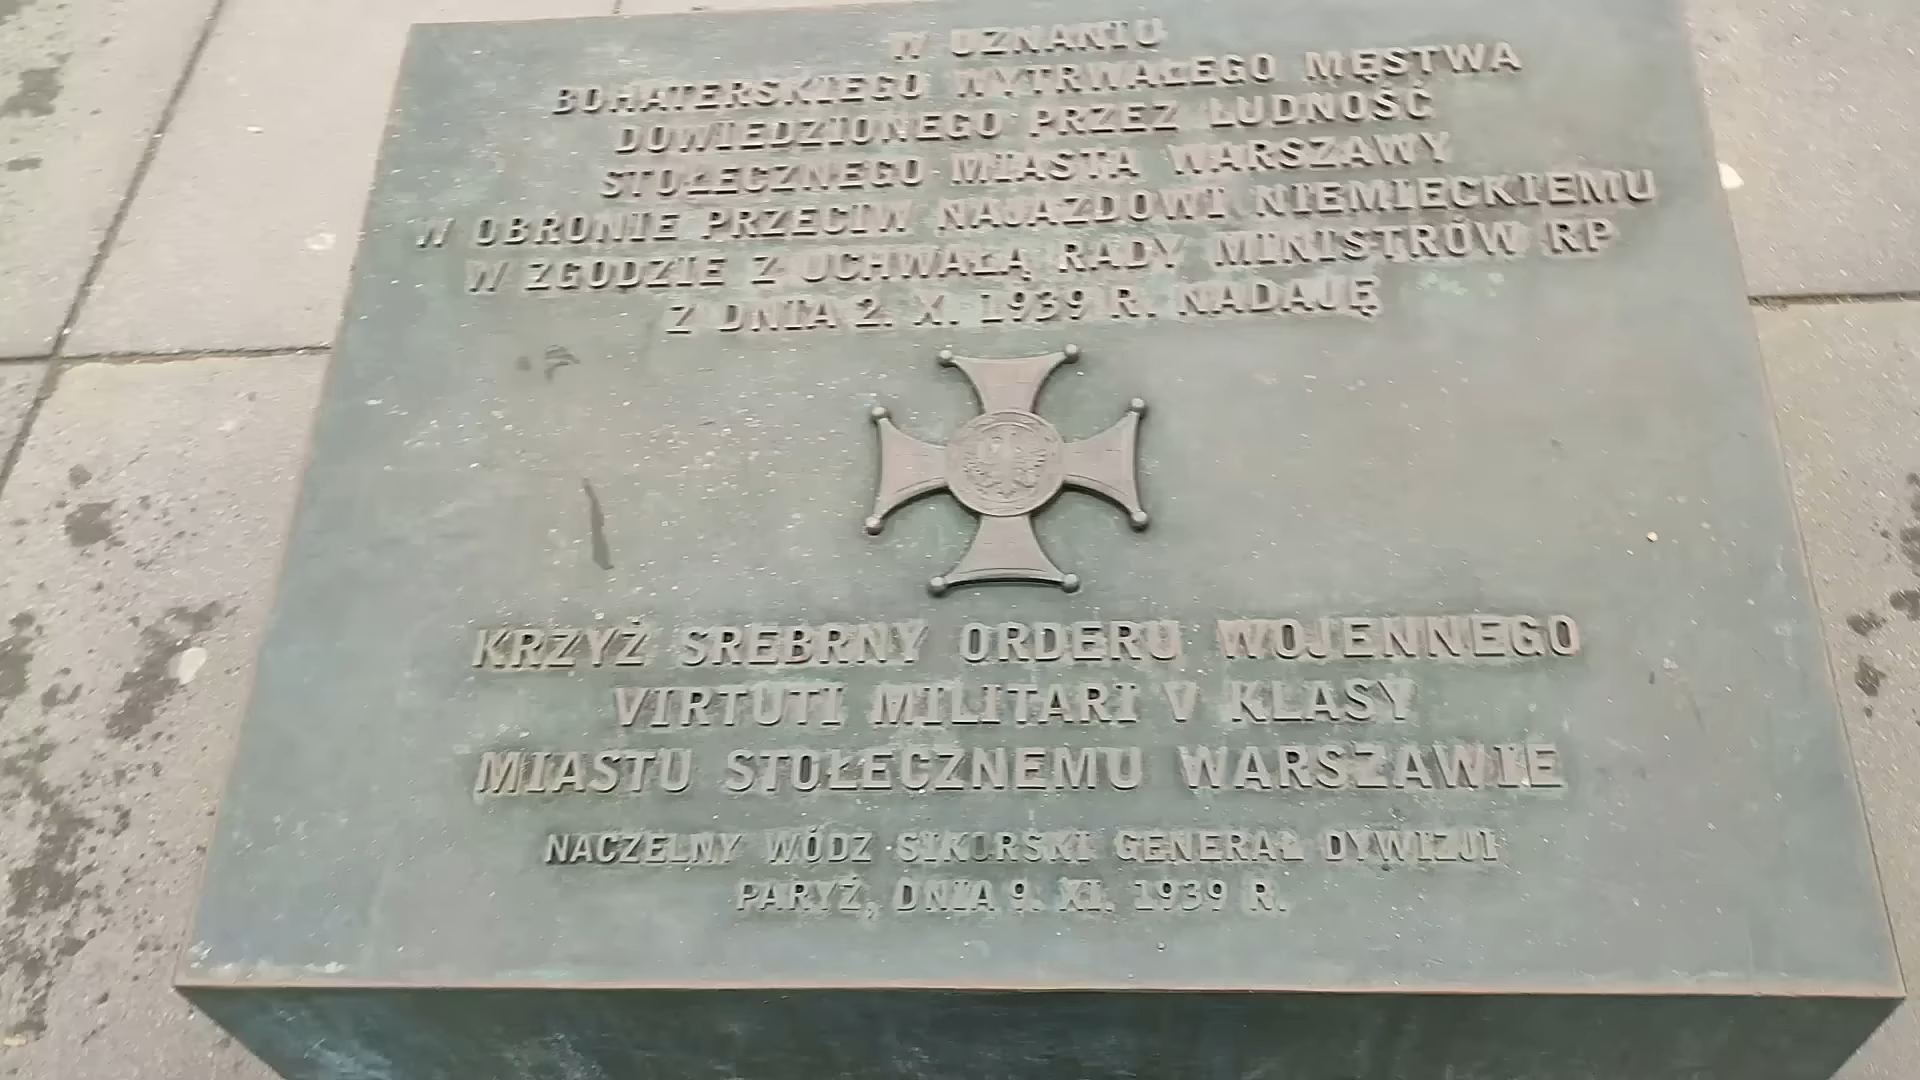 W UZNANIU
BOHATERSKIEGO WYTRWAŁEGO MĘSTWA
DOWIEDZIONEGO PRZEZ LUDNOŚĆ
STOŁECZNEGO MIASTA WARSZAWY
W OBRONIE PRZECIW NAJAZDOWI NIEMIECKIEMU
W ZGODZIE Z UCHWAŁĄ RADY MINISTRÓW RP
Z DNIA 2. X. 1939 R. NADAJĘ
KRZYŻ SREBRNY ORDERU WOJENNEGO
VIRTUTI MILITARI V KLASY
MIASTU STOŁECZNEMU WARSZAWIE
NACZELNY WÓDZ SIKORSKI GENERAŁ DYWIZJI
PARYŻ, DNIA 9. XI. 1939 R.